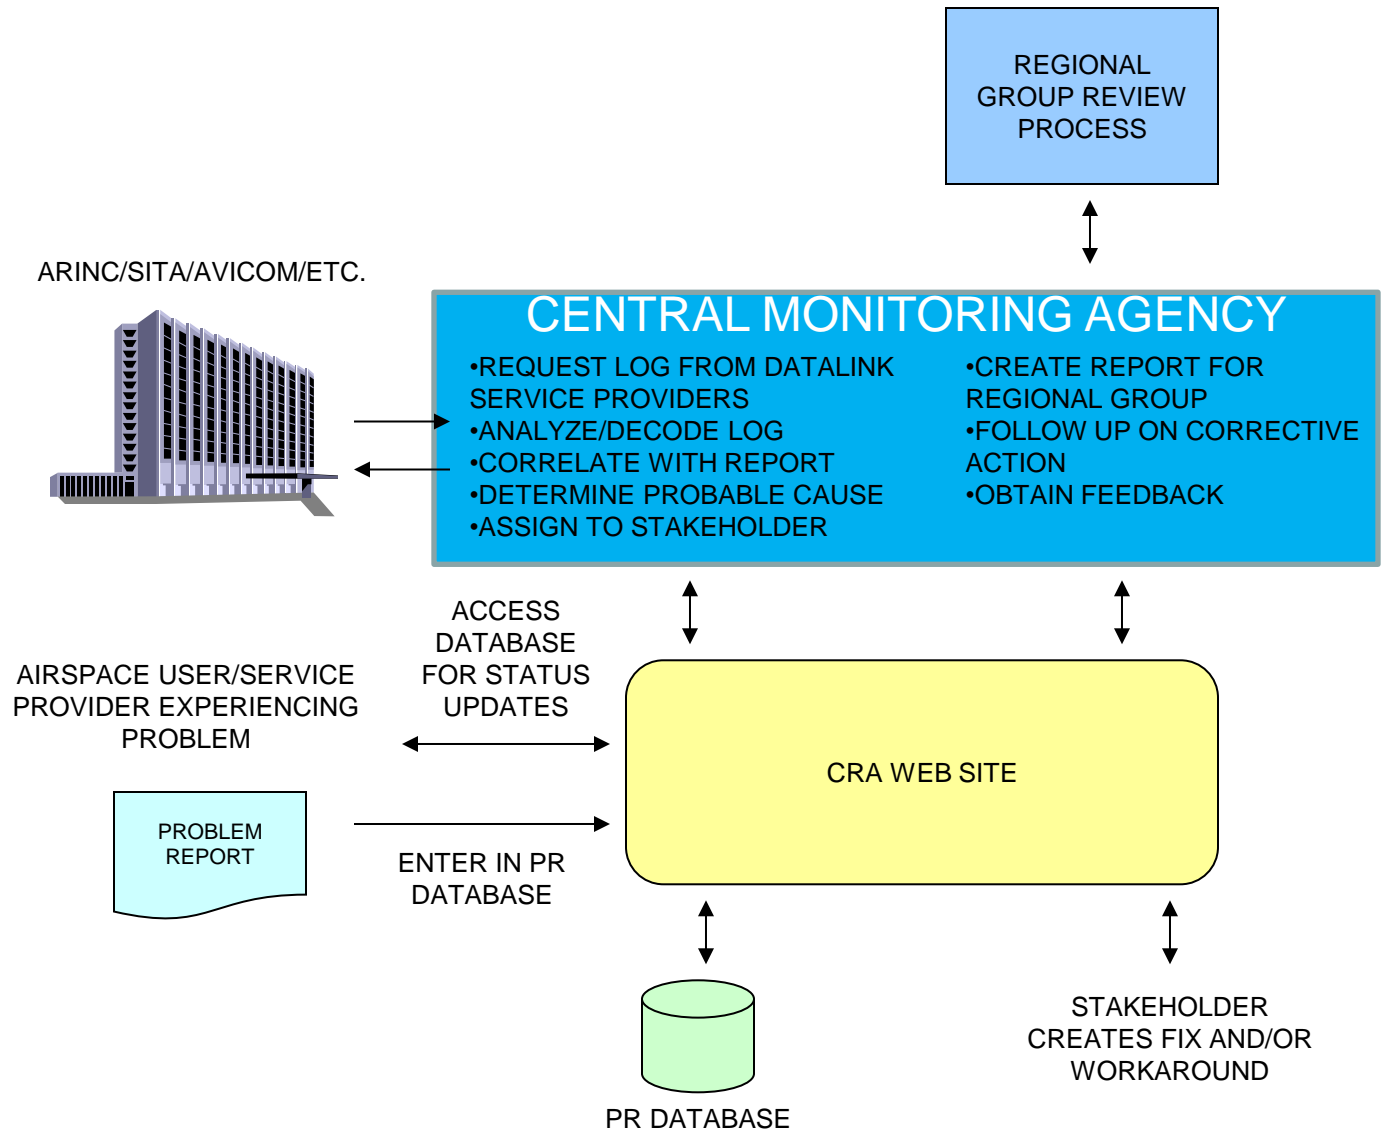 REGIONAL
GROUP REVIEW
PROCESS
ARINC/SITA/AVICOM/ETC.
CENTRAL MONITORING AGENCY
•REQUEST LOG FROM DATALINK
SERVICE PROVIDERS
•ANALYZE/DECODE LOG
•CORRELATE WITH REPORT
•DETERMINE PROBABLE CAUSE
•ASSIGN TO STAKEHOLDER
•CREATE REPORT FOR
REGIONAL GROUP
•FOLLOW UP ON CORRECTIVE
ACTION
•OBTAIN FEEDBACK
ACCESS
DATABASE
FOR STATUS
UPDATES
AIRSPACE USER/SERVICE
PROVIDER EXPERIENCING
PROBLEM
CRA WEB SITE
PROBLEM
REPORT
ENTER IN PR
DATABASE
STAKEHOLDER
CREATES FIX AND/OR
WORKAROUND
PR DATABASE